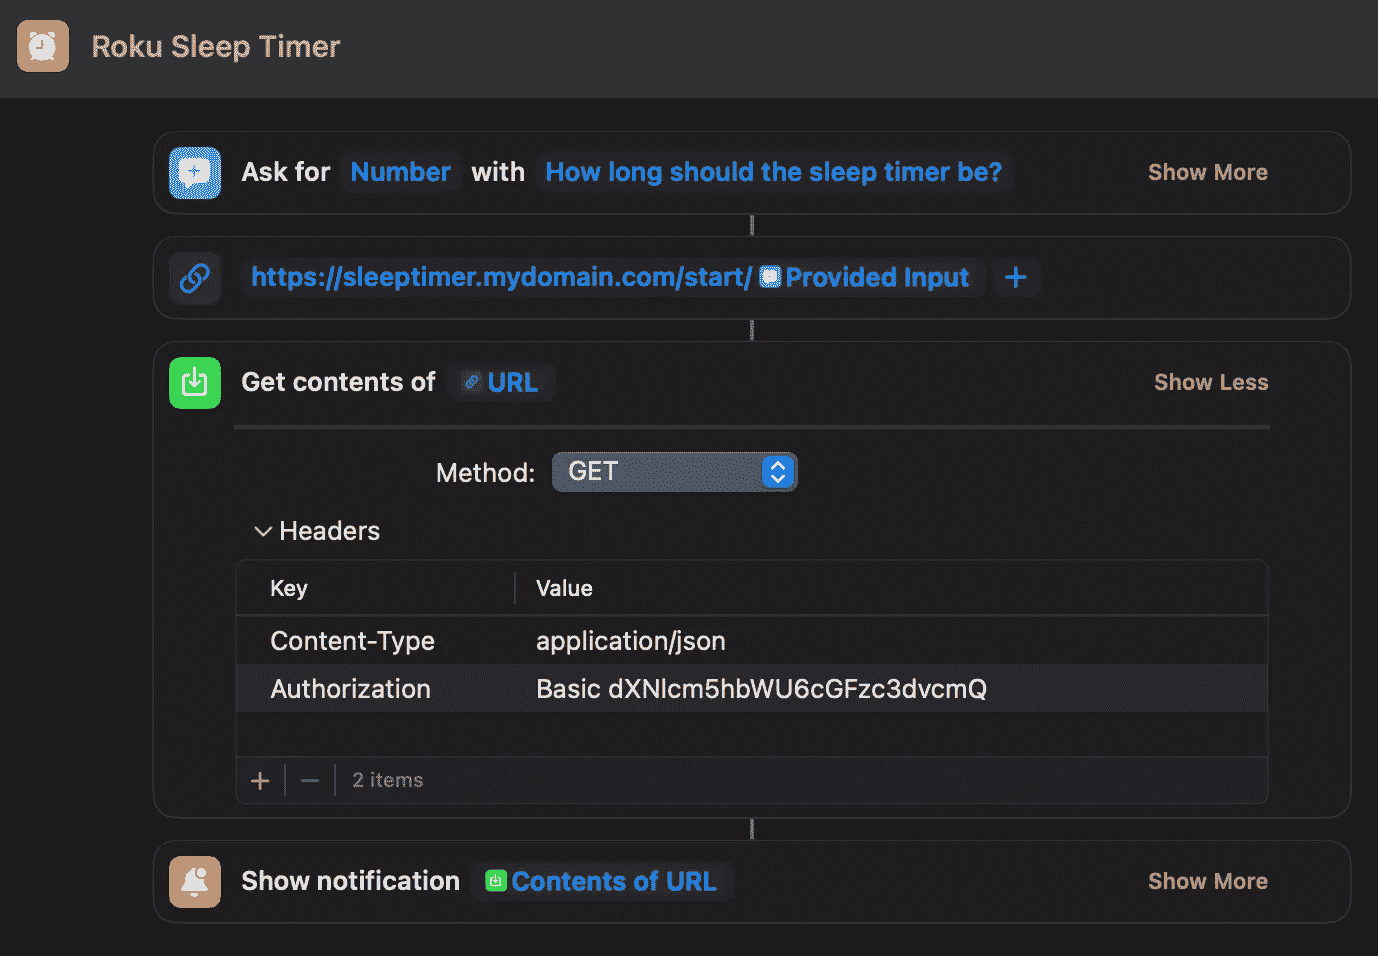 Roku Sleep Timer
Ask for Number with How long should the sleep timer be? Show More
https://sleeptimer.mydomain.com/start/ Provided Input +
Get contents of URL Show Less
Method: GET
Headers
Key Value
Content-Type application/json
Authorization Basic dXNlcm5hbWU6cGFzc3dvcmQ
+ − 2 items
Show notification Contents of URL Show More